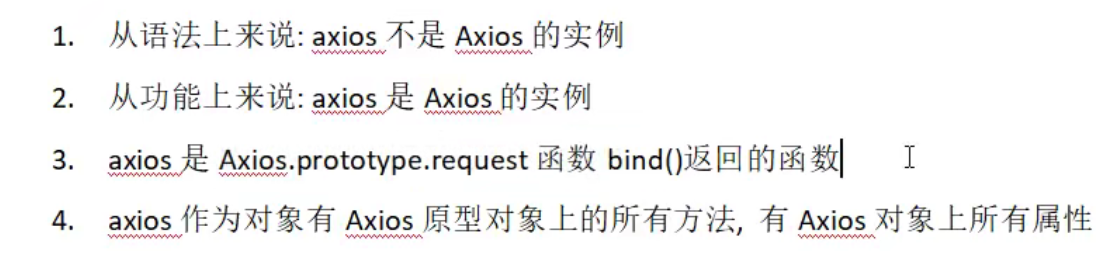 1. 从语法上来说: axios 不是 Axios 的实例
2. 从功能上来说: axios 是 Axios 的实例
3. axios 是 Axios.prototype.request 函数 bind()返回的函数
4. axios 作为对象有 Axios 原型对象上的所有方法, 有 Axios 对象上所有属性